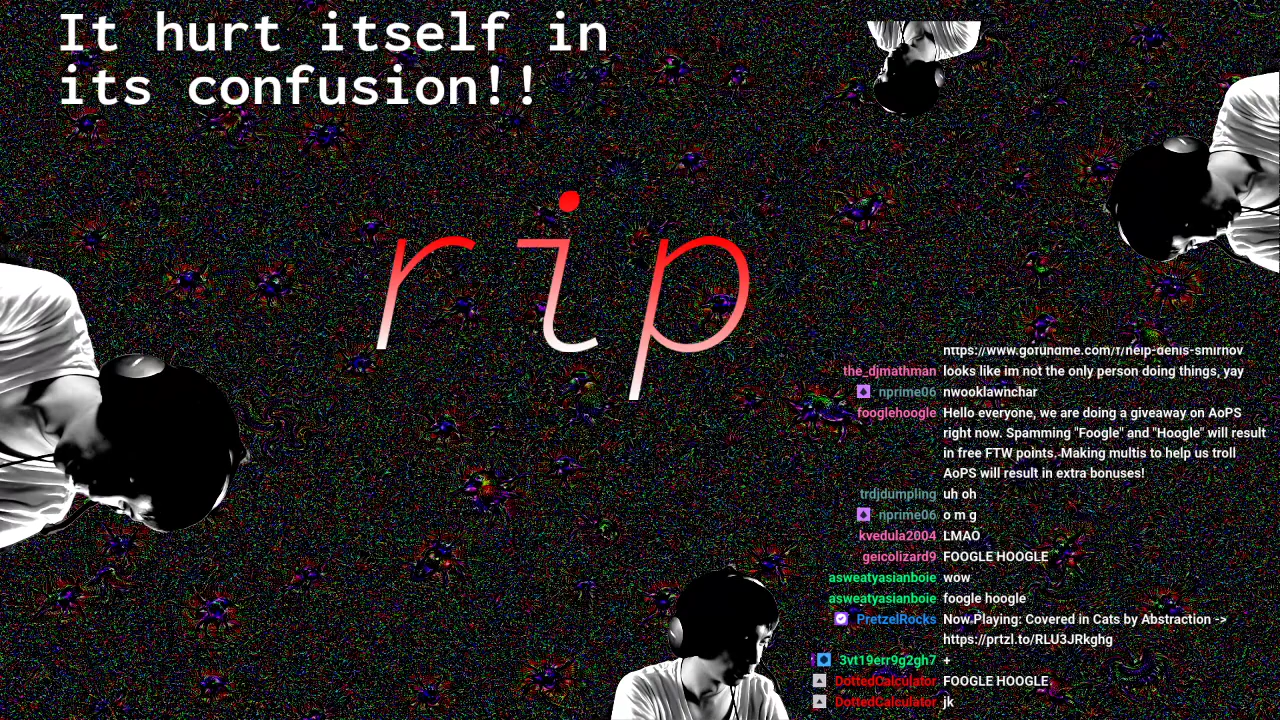 It hurt itself in
its confusion!!
rip
https://www.gofundme.com/f/help-denis-smirnov
the_djmathman looks like im not the only person doing things, yay
nprime06 nwooklawnchar
fooglehoogle Hello everyone, we are doing a giveaway on AoPS
right now. Spamming "Foogle" and "Hoogle" will result
in free FTW points. Making multis to help us troll
AoPS will result in extra bonuses!
trdjdumpling uh oh
nprime06 o m g
kvedula2004 LMAO
geicolizard9 FOOGLE HOOGLE
asweatyasianboie wow
asweatyasianboie foogle hoogle
PretzelRocks Now Playing: Covered in Cats by Abstraction ->
https://prtzl.to/RLU3JRkghg
3vt19err9g2gh7 +
DottedCalculator FOOGLE HOOGLE
DottedCalculator jk